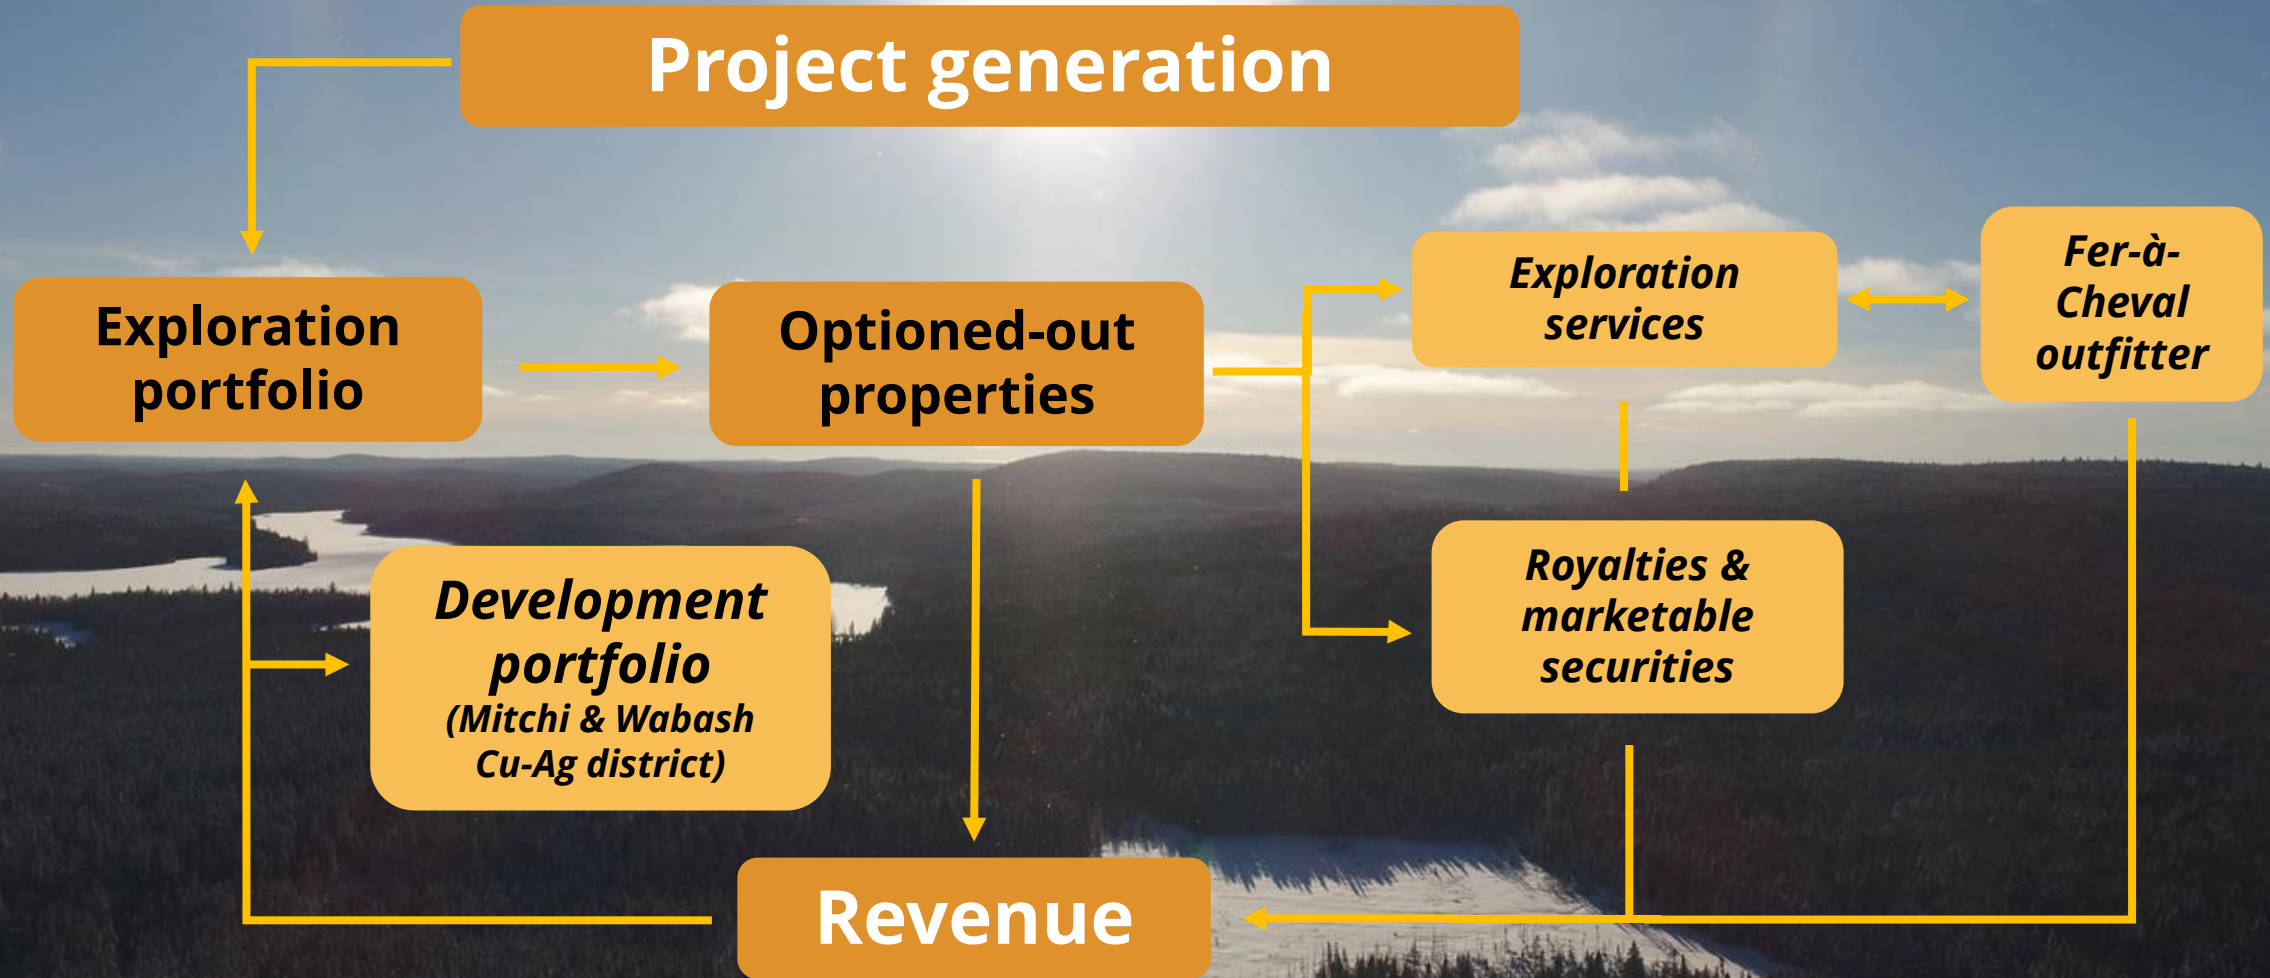 Project generation
Exploration
portfolio
Optioned-out
properties
Exploration
services
Fer-à-
Cheval
outfitter
Development
portfolio
(Mitchi & Wabash
Cu-Ag district)
Royalties &
marketable
securities
Revenue